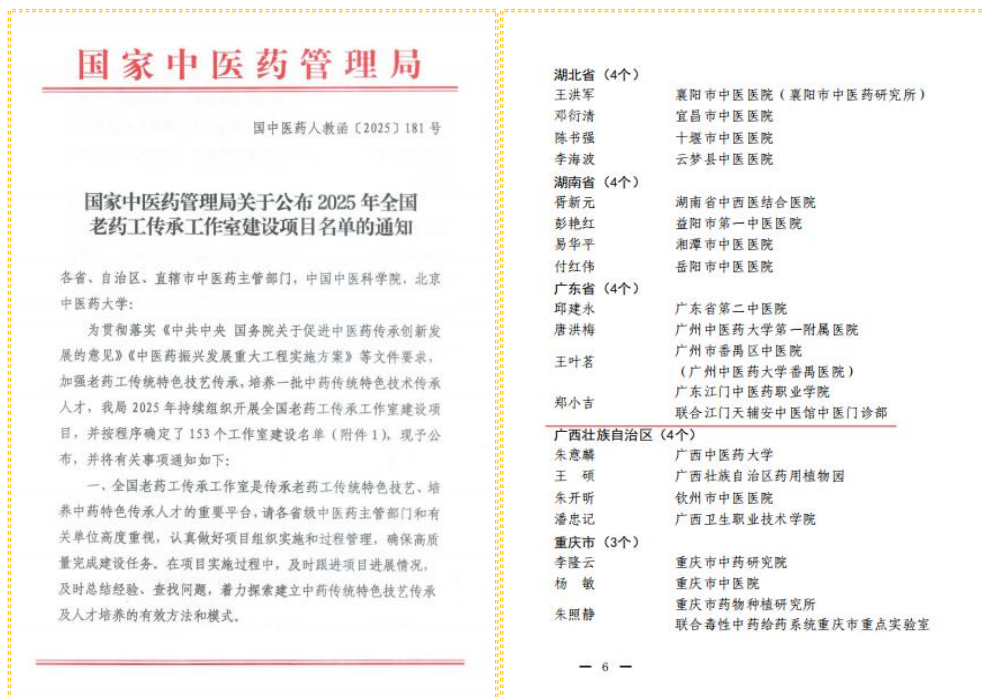 国家中医药管理局
国中医药人教函〔2025〕181号
国家中医药管理局关于公布2025年全国
老药工传承工作室建设项目名单的通知
各省、自治区、直辖市中医药主管部门，中国中医科学院，北京
中医药大学：
为贯彻落实《中共中央 国务院关于促进中医药传承创新发
展的意见》《中医药振兴发展重大工程实施方案》等文件要求，
加强老药工传统特色技艺传承，培养一批中药传统特色技术传承
人才，我局2025年持续组织开展全国老药工传承工作室建设项
目，并按程序确定了153个工作室建设名单（附件1），现予公
布，并将有关事项通知如下：
一、全国老药工传承工作室是传承老药工传统特色技艺、培
养中药特色传承人才的重要平台，请各省级中医药主管部门和有
关单位高度重视，认真做好项目组织实施和过程管理，确保高质
量完成建设任务。在项目实施过程中，及时跟进项目进展情况，
及时总结经验、查找问题，着力探索建立中药传统特色技艺传承
及人才培养的有效方法和模式。
湖北省（4个）
王洪军 襄阳市中医医院（襄阳市中医药研究所）
邓衍清 宜昌市中医医院
陈书强 十堰市中医医院
李海波 云梦县中医医院
湖南省（4个）
胥新元 湖南省中西医结合医院
彭艳红 益阳市第一中医医院
易华平 湘潭市中医医院
付红伟 岳阳市中医医院
广东省（4个）
邱建永 广东省第二中医院
唐洪梅 广州中医药大学第一附属医院
王叶茗 广州市番禺区中医院
（广州中医药大学番禺医院）
郑小吉 广东江门中医药职业学院
联合江门天辅安中医馆中医门诊部
广西壮族自治区（4个）
朱意麟 广西中医药大学
王 硕 广西壮族自治区药用植物园
朱开昕 钦州市中医医院
潘忠记 广西卫生职业技术学院
重庆市（3个）
李隆云 重庆市中药研究院
杨 敏 重庆市中医院
朱照静 重庆市药物种植研究所
联合毒性中药给药系统重庆市重点实验室
— 6 —